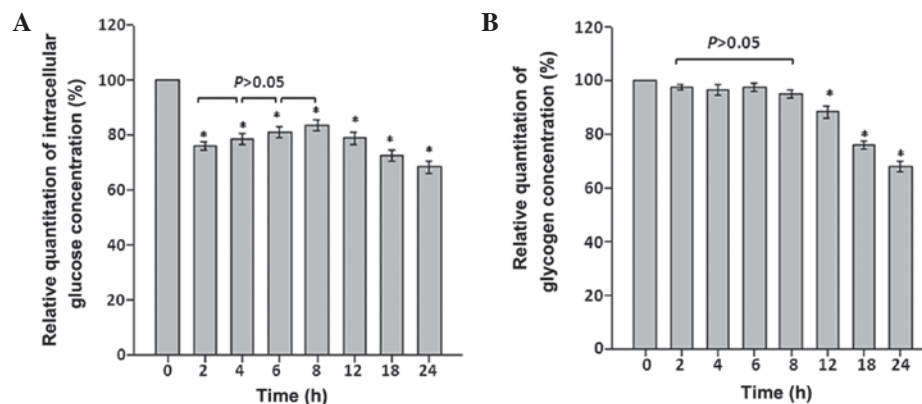 A
Relative quantitation of intracellular
glucose concentration (%)
120
100
80
60
40
20
0
P>0.05
* * * * * * *
0 2 4 6 8 12 18 24
Time (h)
B
Relative quantitation of
glycogen concentration (%)
120
100
80
60
40
20
0
P>0.05
* * *
0 2 4 6 8 12 18 24
Time (h)